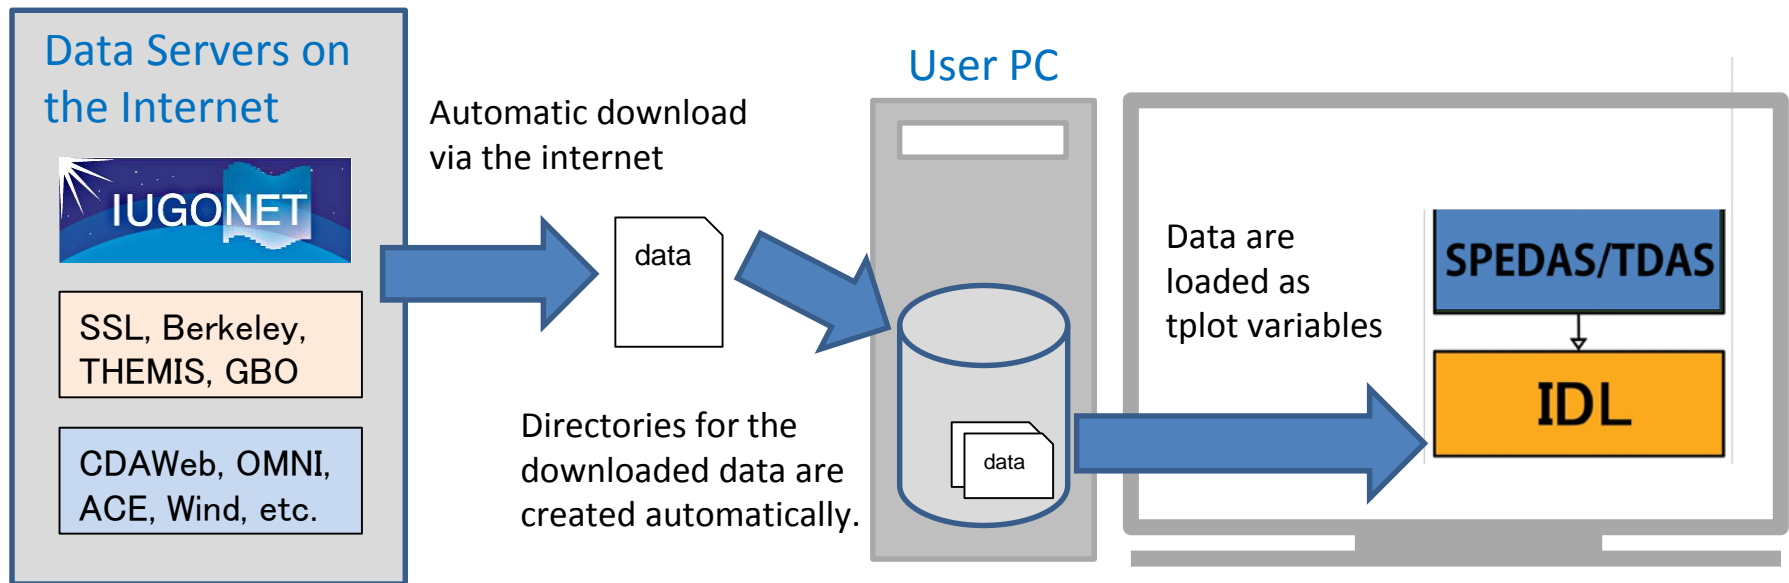 Data Servers on
the Internet
IUGONET
SSL, Berkeley,
THEMIS, GBO
CDAWeb, OMNI,
ACE, Wind, etc.
Automatic download
via the internet
data
Directories for the
downloaded data are
created automatically.
User PC
data
Data are
loaded as
tplot variables
SPEDAS/TDAS
IDL